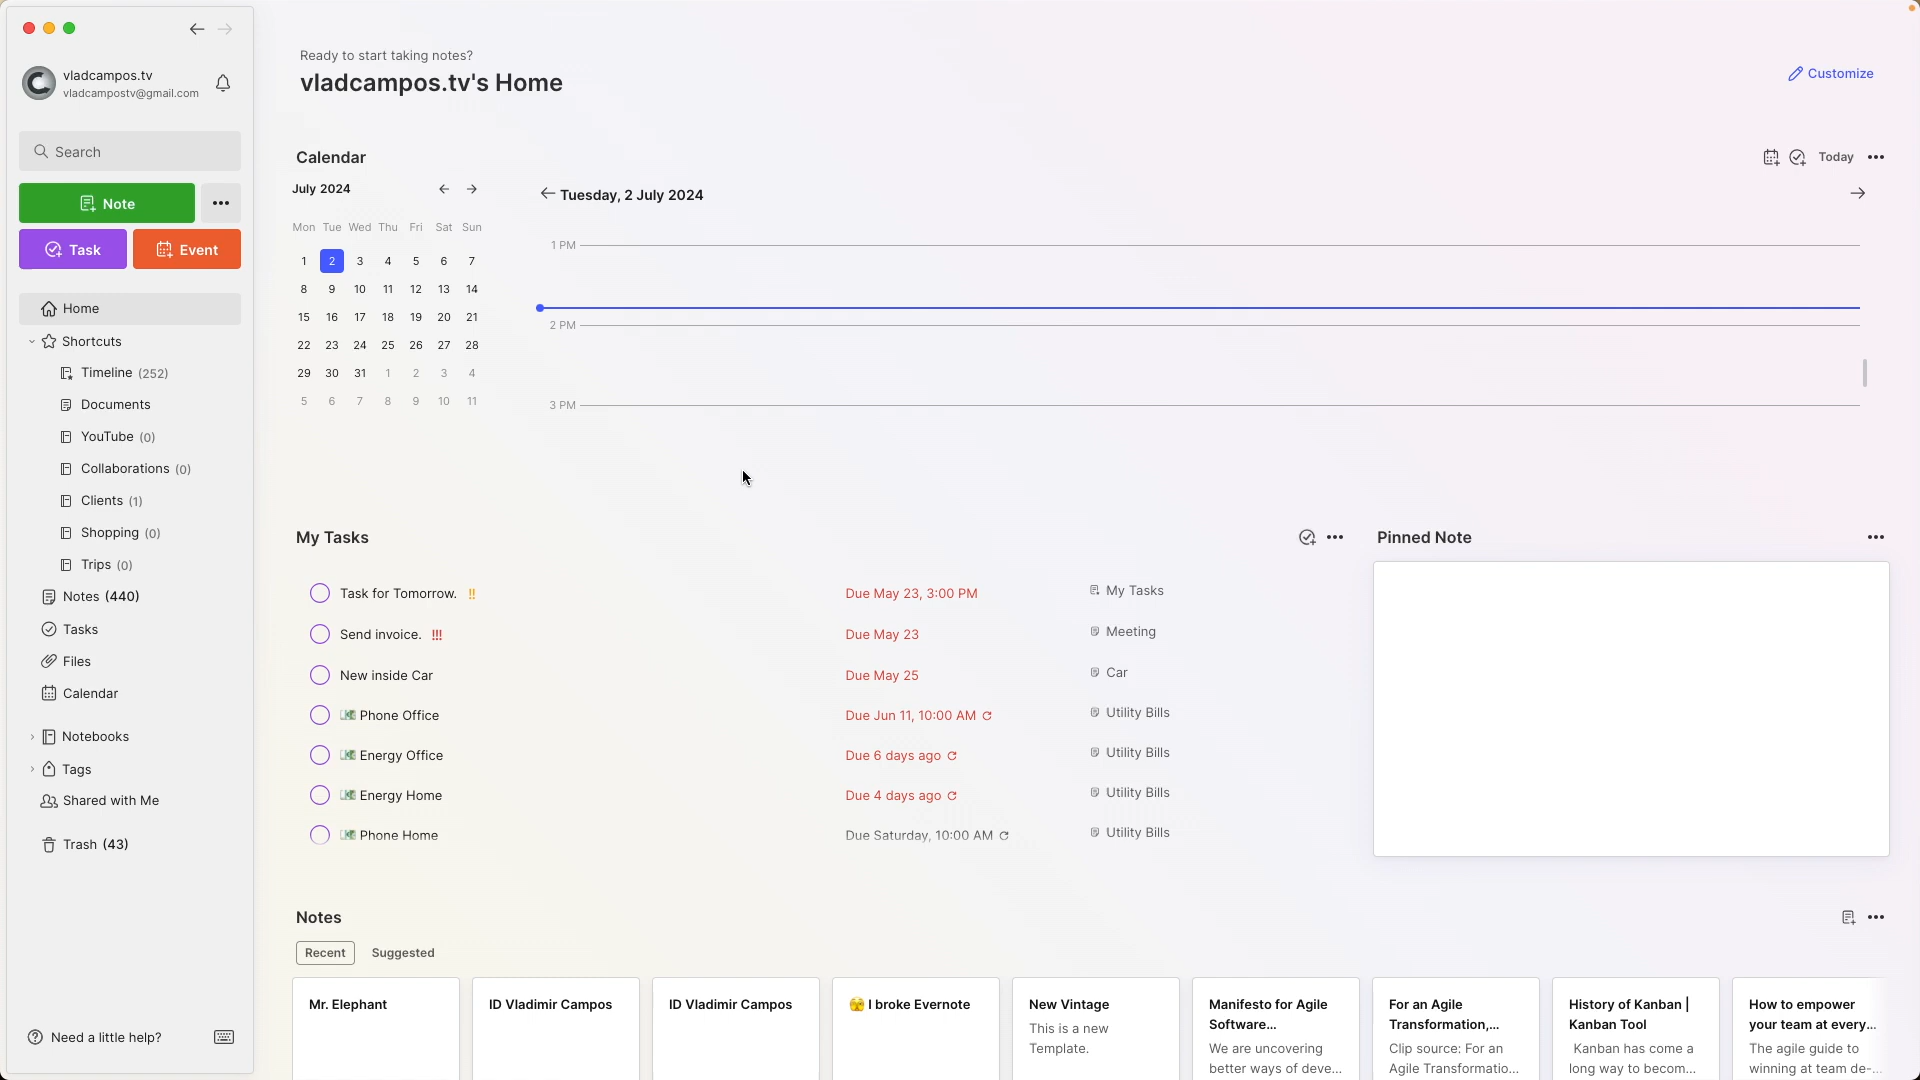 vladcampos.tv
vladcampostv@gmail.com
Search
Note
Task
Event
Home
Shortcuts
Timeline (252)
Documents
YouTube (0)
Collaborations (0)
Clients (1)
Shopping (0)
Trips (0)
Notes (440)
Tasks
Files
Calendar
Notebooks
Tags
Shared with Me
Trash (43)
Need a little help?
Ready to start taking notes?
vladcampos.tv's Home
Customize
Calendar
Today
July 2024
Mon Tue Wed Thu Fri Sat Sun
1 2 3 4 5 6 7
8 9 10 11 12 13 14
15 16 17 18 19 20 21
22 23 24 25 26 27 28
29 30 31 1 2 3 4
5 6 7 8 9 10 11
Tuesday, 2 July 2024
1 PM
2 PM
3 PM
My Tasks
Task for Tomorrow. !! Due May 23, 3:00 PM My Tasks
Send invoice. !!! Due May 23 Meeting
New inside Car Due May 25 Car
Phone Office Due Jun 11, 10:00 AM Utility Bills
Energy Office Due 6 days ago Utility Bills
Energy Home Due 4 days ago Utility Bills
Phone Home Due Saturday, 10:00 AM Utility Bills
Pinned Note
Notes
Recent Suggested
Mr. Elephant
ID Vladimir Campos
ID Vladimir Campos
🫣 I broke Evernote
New Vintage
This is a new
Template.
Manifesto for Agile
Software...
We are uncovering
better ways of deve...
For an Agile
Transformation,...
Clip source: For an
Agile Transformatio...
History of Kanban |
Kanban Tool
Kanban has come a
long way to becom...
How to empower
your team at every...
The agile guide to
winning at team de-...